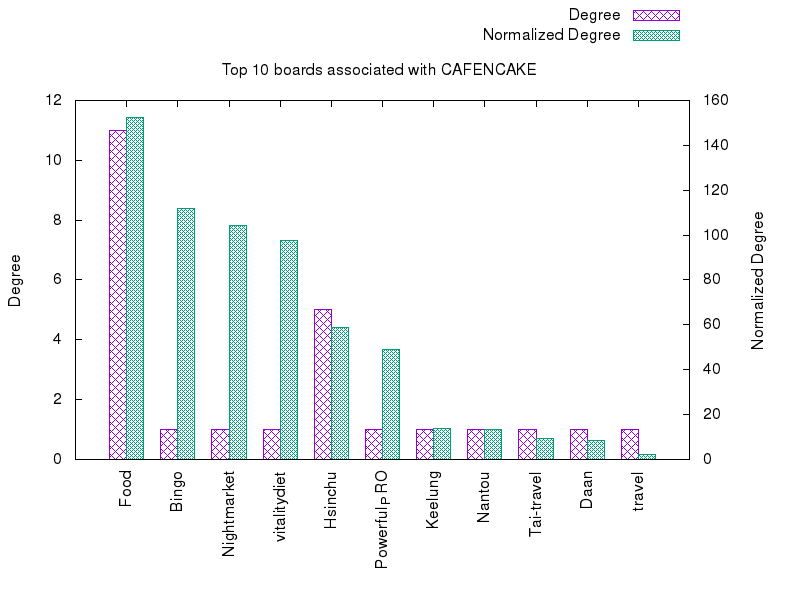 Degree
Normalized Degree
Top 10 boards associated with CAFENCAKE
12
10
8
6
4
2
0
160
140
120
100
80
60
40
20
0
Degree
Normalized Degree
Food
Bingo
Nightmarket
vitalitydiet
Hsinchu
PowerfulPRO
Keelung
Nantou
Tai-travel
Daan
travel